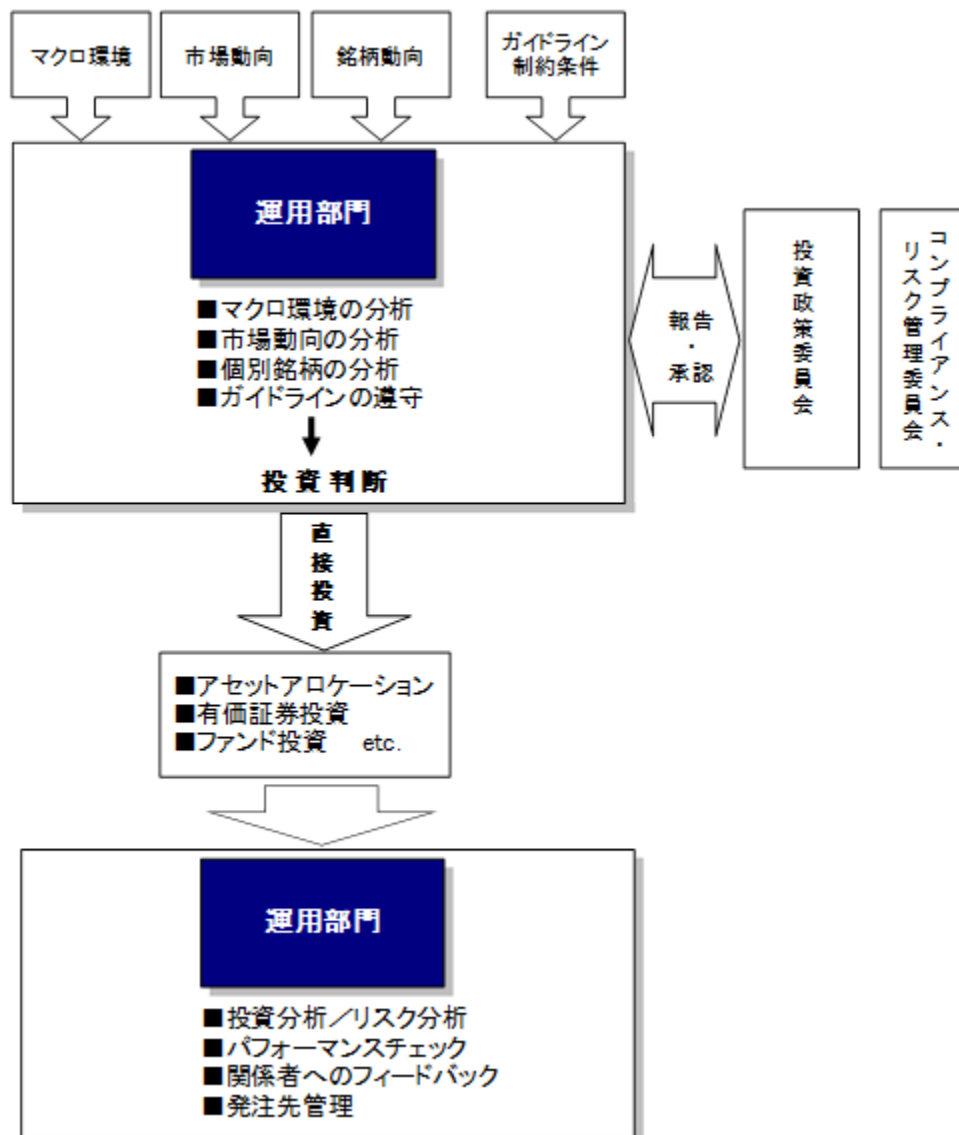 マクロ環境
市場動向
銘柄動向
ガイドライン
制約条件
運用部門
■マクロ環境の分析
■市場動向の分析
■個別銘柄の分析
■ガイドラインの遵守
投資判断
報告
・
承認
投資政策委員会
コンプライアンス・
リスク管理委員会
直接投資
■アセットアロケーション
■有価証券投資
■ファンド投資 etc.
運用部門
■投資分析／リスク分析
■パフォーマンスチェック
■関係者へのフィードバック
■発注先管理